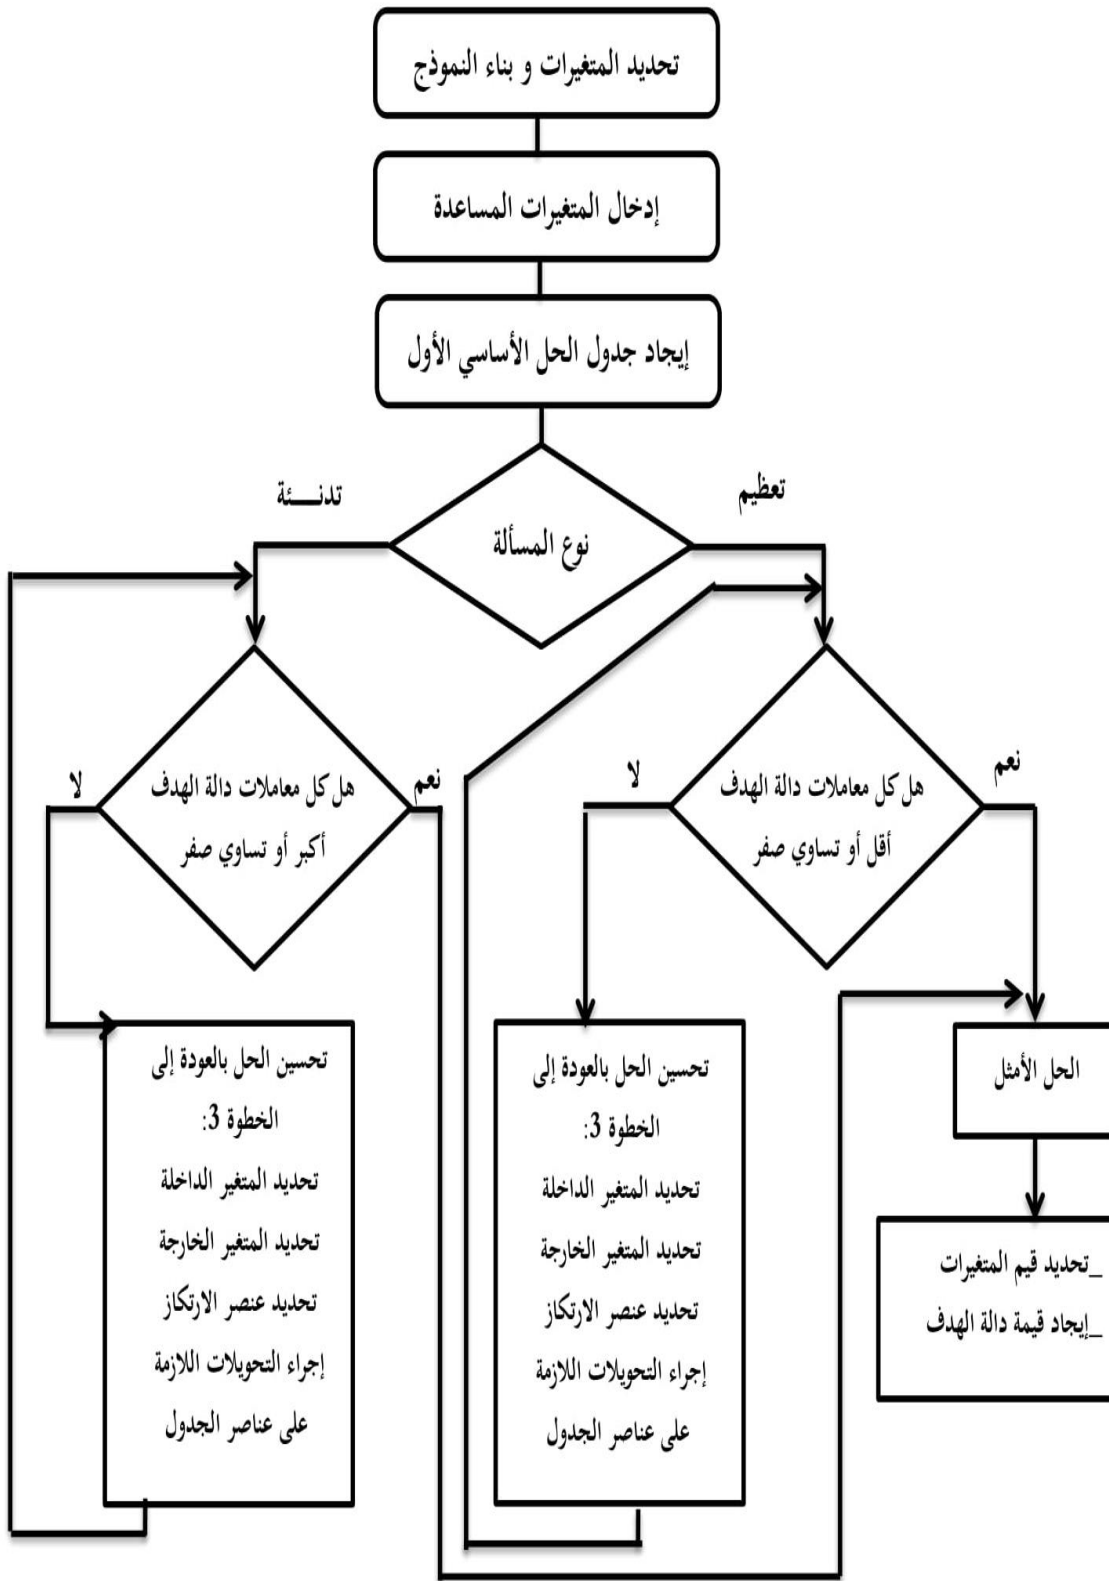 تحديد المتغيرات و بناء النموذج
إدخال المتغيرات المساعدة
إيجاد جدول الحل الأساسي الأول
تعظيم
تدنــــئة
نوع المسألة
نعم
هل كل معاملات دالة الهدف
أقل أو تساوي صفر
لا
نعم
هل كل معاملات دالة الهدف
أكبر أو تساوي صفر
لا
الحل الأمثل
_تحديد قيم المتغيرات
_إيجاد قيمة دالة الهدف
تحسين الحل بالعودة إلى
الخطوة 3:
تحديد المتغير الداخلة
تحديد المتغير الخارجة
تحديد عنصر الارتكاز
إجراء التحويلات اللازمة
على عناصر الجدول
تحسين الحل بالعودة إلى
الخطوة 3:
تحديد المتغير الداخلة
تحديد المتغير الخارجة
تحديد عنصر الارتكاز
إجراء التحويلات اللازمة
على عناصر الجدول